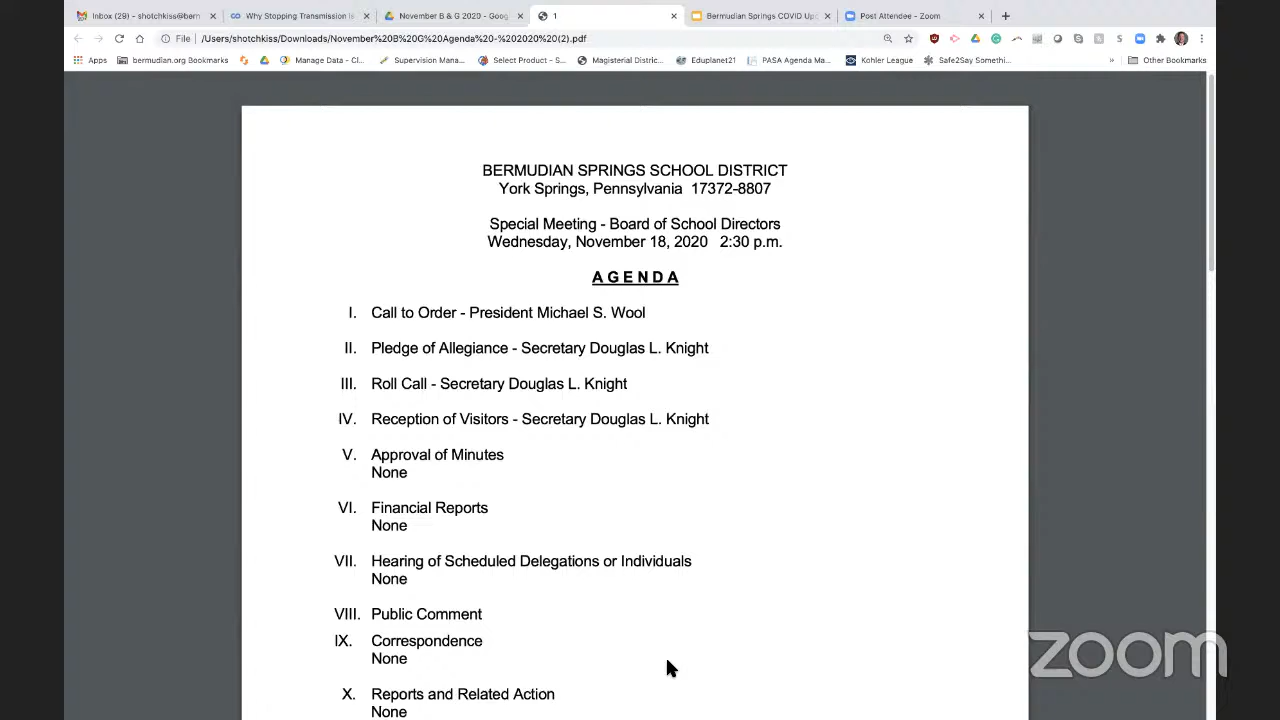 Inbox (29) - shotchkiss@bern
Why Stopping Transmission Is
November B & G 2020 - Goog
1
Bermudian Springs COVID Upd
Post Attendee - Zoom
File
/Users/shotchkiss/Downloads/November%20B%20G%20Agenda%20-%202020%20(2).pdf
Apps
bermudian.org Bookmarks
Manage Data - Cl...
Supervision Mana...
Select Product - S...
Magisterial Distric...
Eduplanet21
PASA Agenda Ma...
Kohler League
Safe2Say Somethi...
»
Other Bookmarks
BERMUDIAN SPRINGS SCHOOL DISTRICT
York Springs, Pennsylvania 17372-8807
Special Meeting - Board of School Directors
Wednesday, November 18, 2020 2:30 p.m.
A G E N D A
I. Call to Order - President Michael S. Wool
II. Pledge of Allegiance - Secretary Douglas L. Knight
III. Roll Call - Secretary Douglas L. Knight
IV. Reception of Visitors - Secretary Douglas L. Knight
V. Approval of Minutes
None
VI. Financial Reports
None
VII. Hearing of Scheduled Delegations or Individuals
None
VIII. Public Comment
IX. Correspondence
None
X. Reports and Related Action
None
zoom